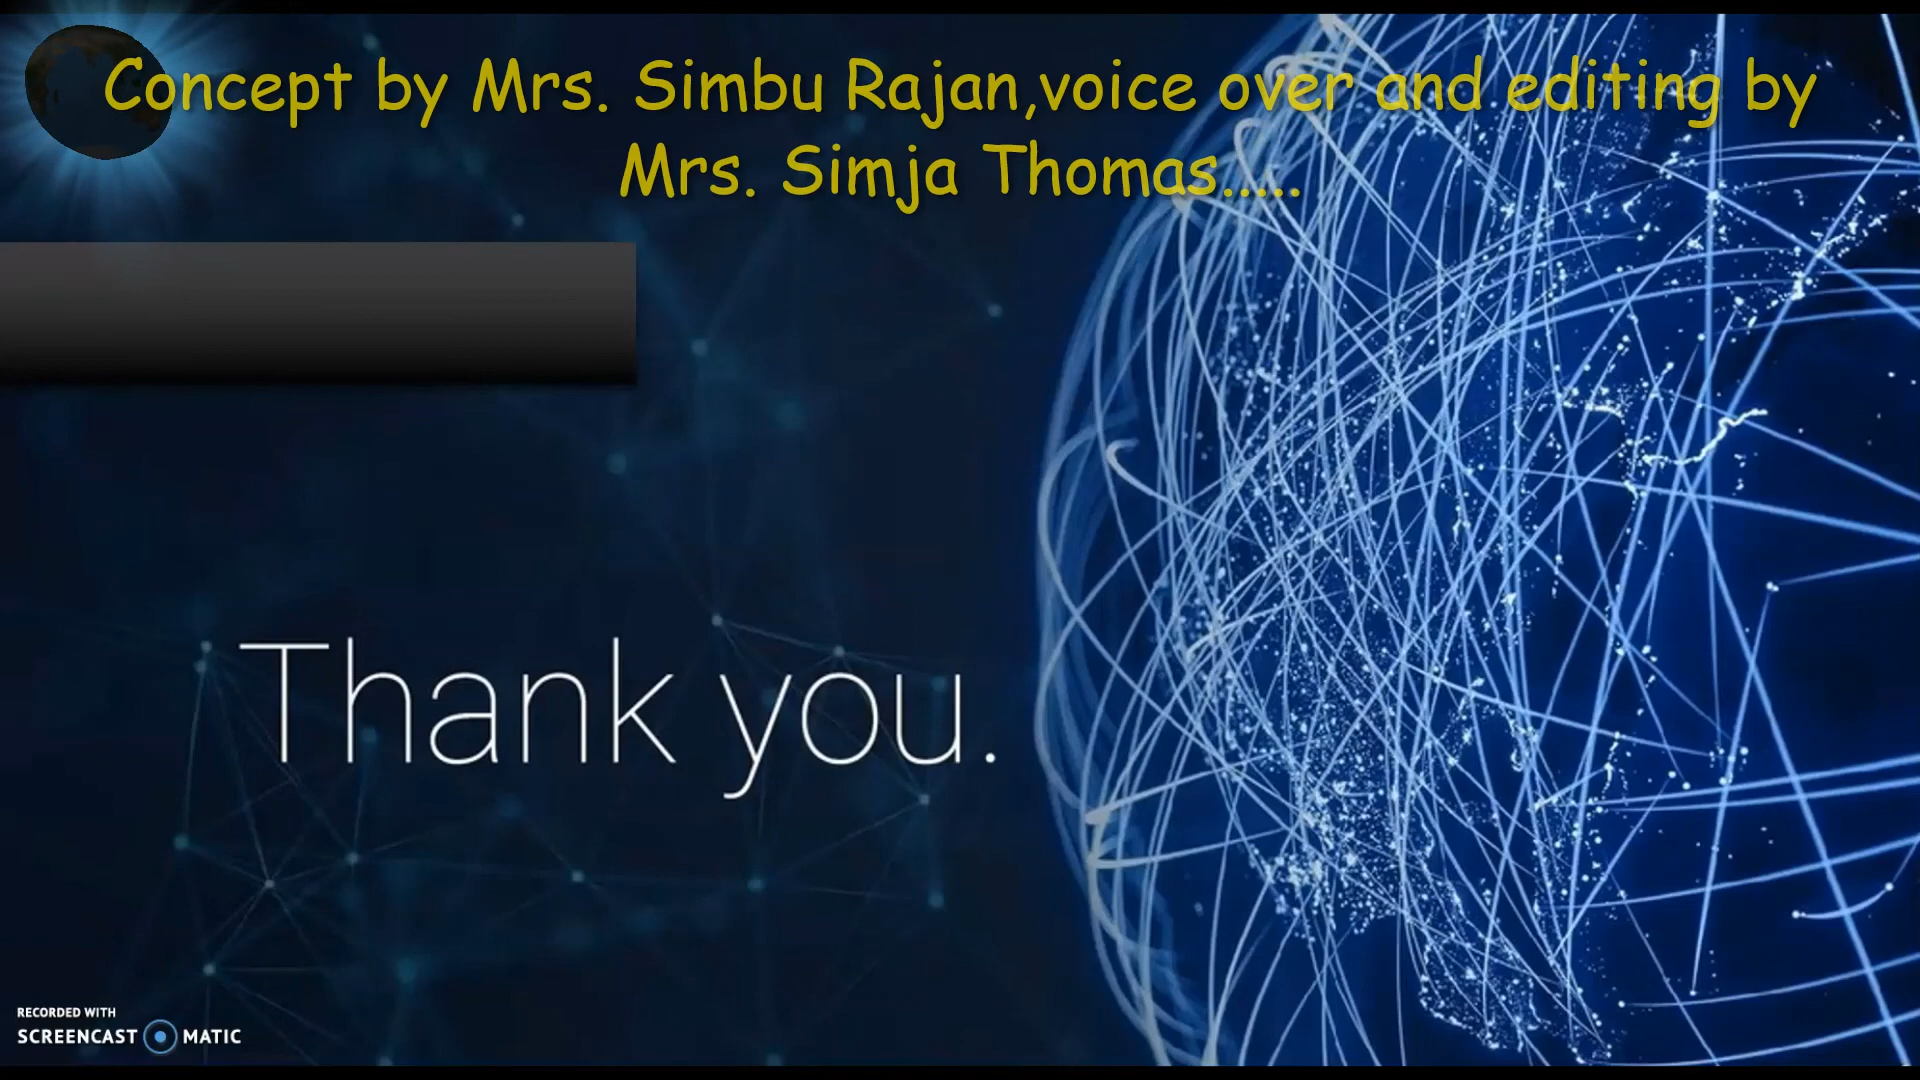 Concept by Mrs. Simbu Rajan,voice over and editing by
Mrs. Simja Thomas.....
Thank you.
RECORDED WITH
SCREENCAST MATIC